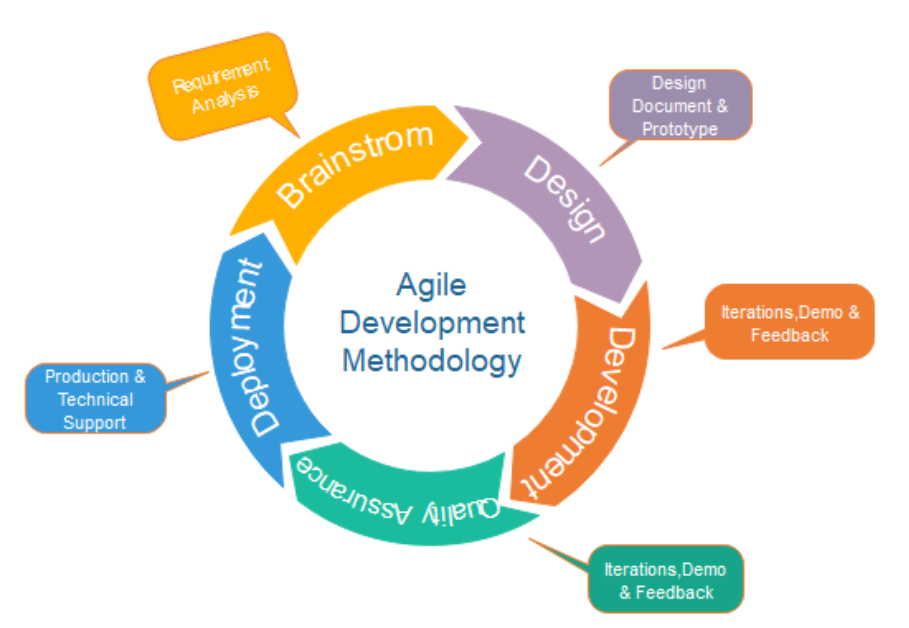 Requirement
Analysis
Brainstrom
Design
Document &
Prototype
Design
Iterations,Demo &
Feedback
Development
Agile
Development
Methodology
Iterations,Demo
& Feedback
Quality Assurance
Production &
Technical
Support
Deployment